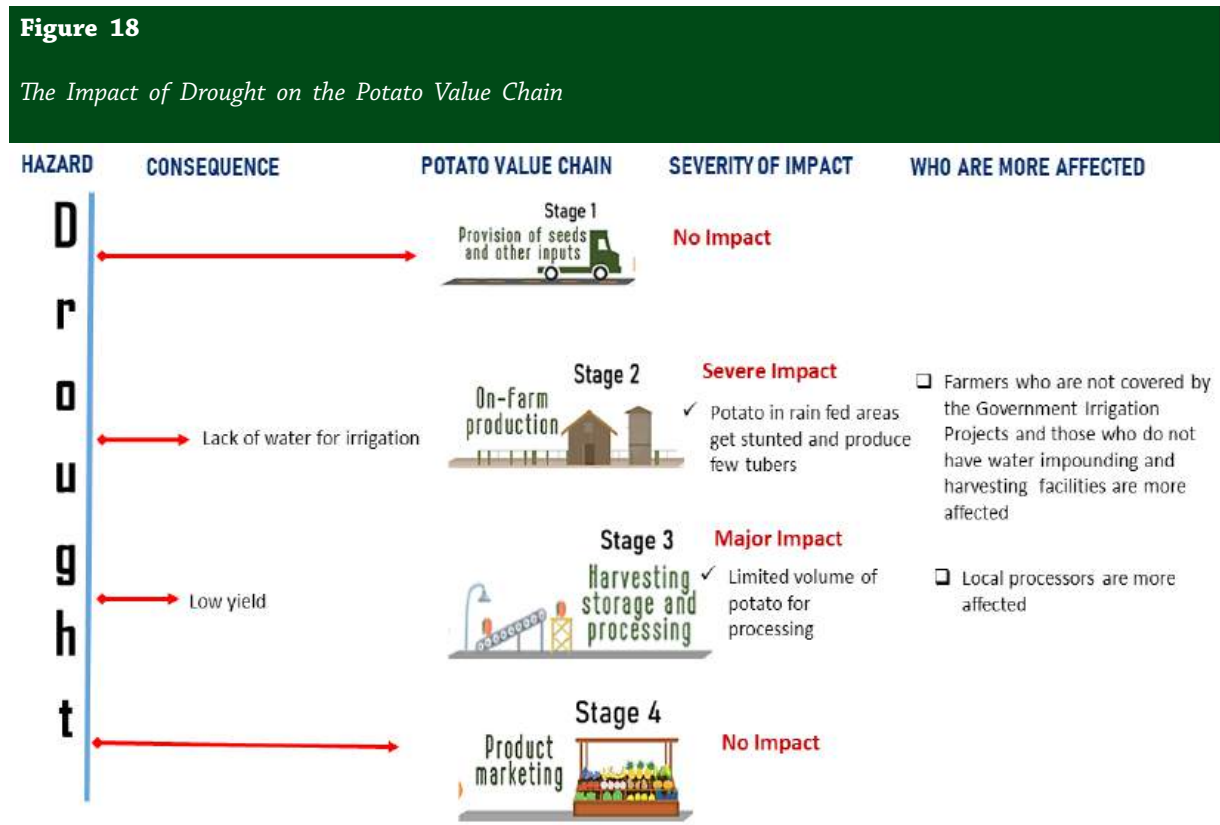 Figure 18
The Impact of Drought on the Potato Value Chain
HAZARD
CONSEQUENCE
POTATO VALUE CHAIN
SEVERITY OF IMPACT
WHO ARE MORE AFFECTED
Drought
Stage 1
Provision of seeds
and other inputs
No Impact
Lack of water for irrigation
Stage 2
On-Farm
production
Severe Impact
✓ Potato in rain fed areas
get stunted and produce
few tubers
❑ Farmers who are not covered by
the Government Irrigation
Projects and those who do not
have water impounding and
harvesting facilities are more
affected
Low yield
Stage 3
Harvesting
storage and
processing
Major Impact
✓ Limited volume of
potato for
processing
❑ Local processors are more
affected
Stage 4
Product
marketing
No Impact